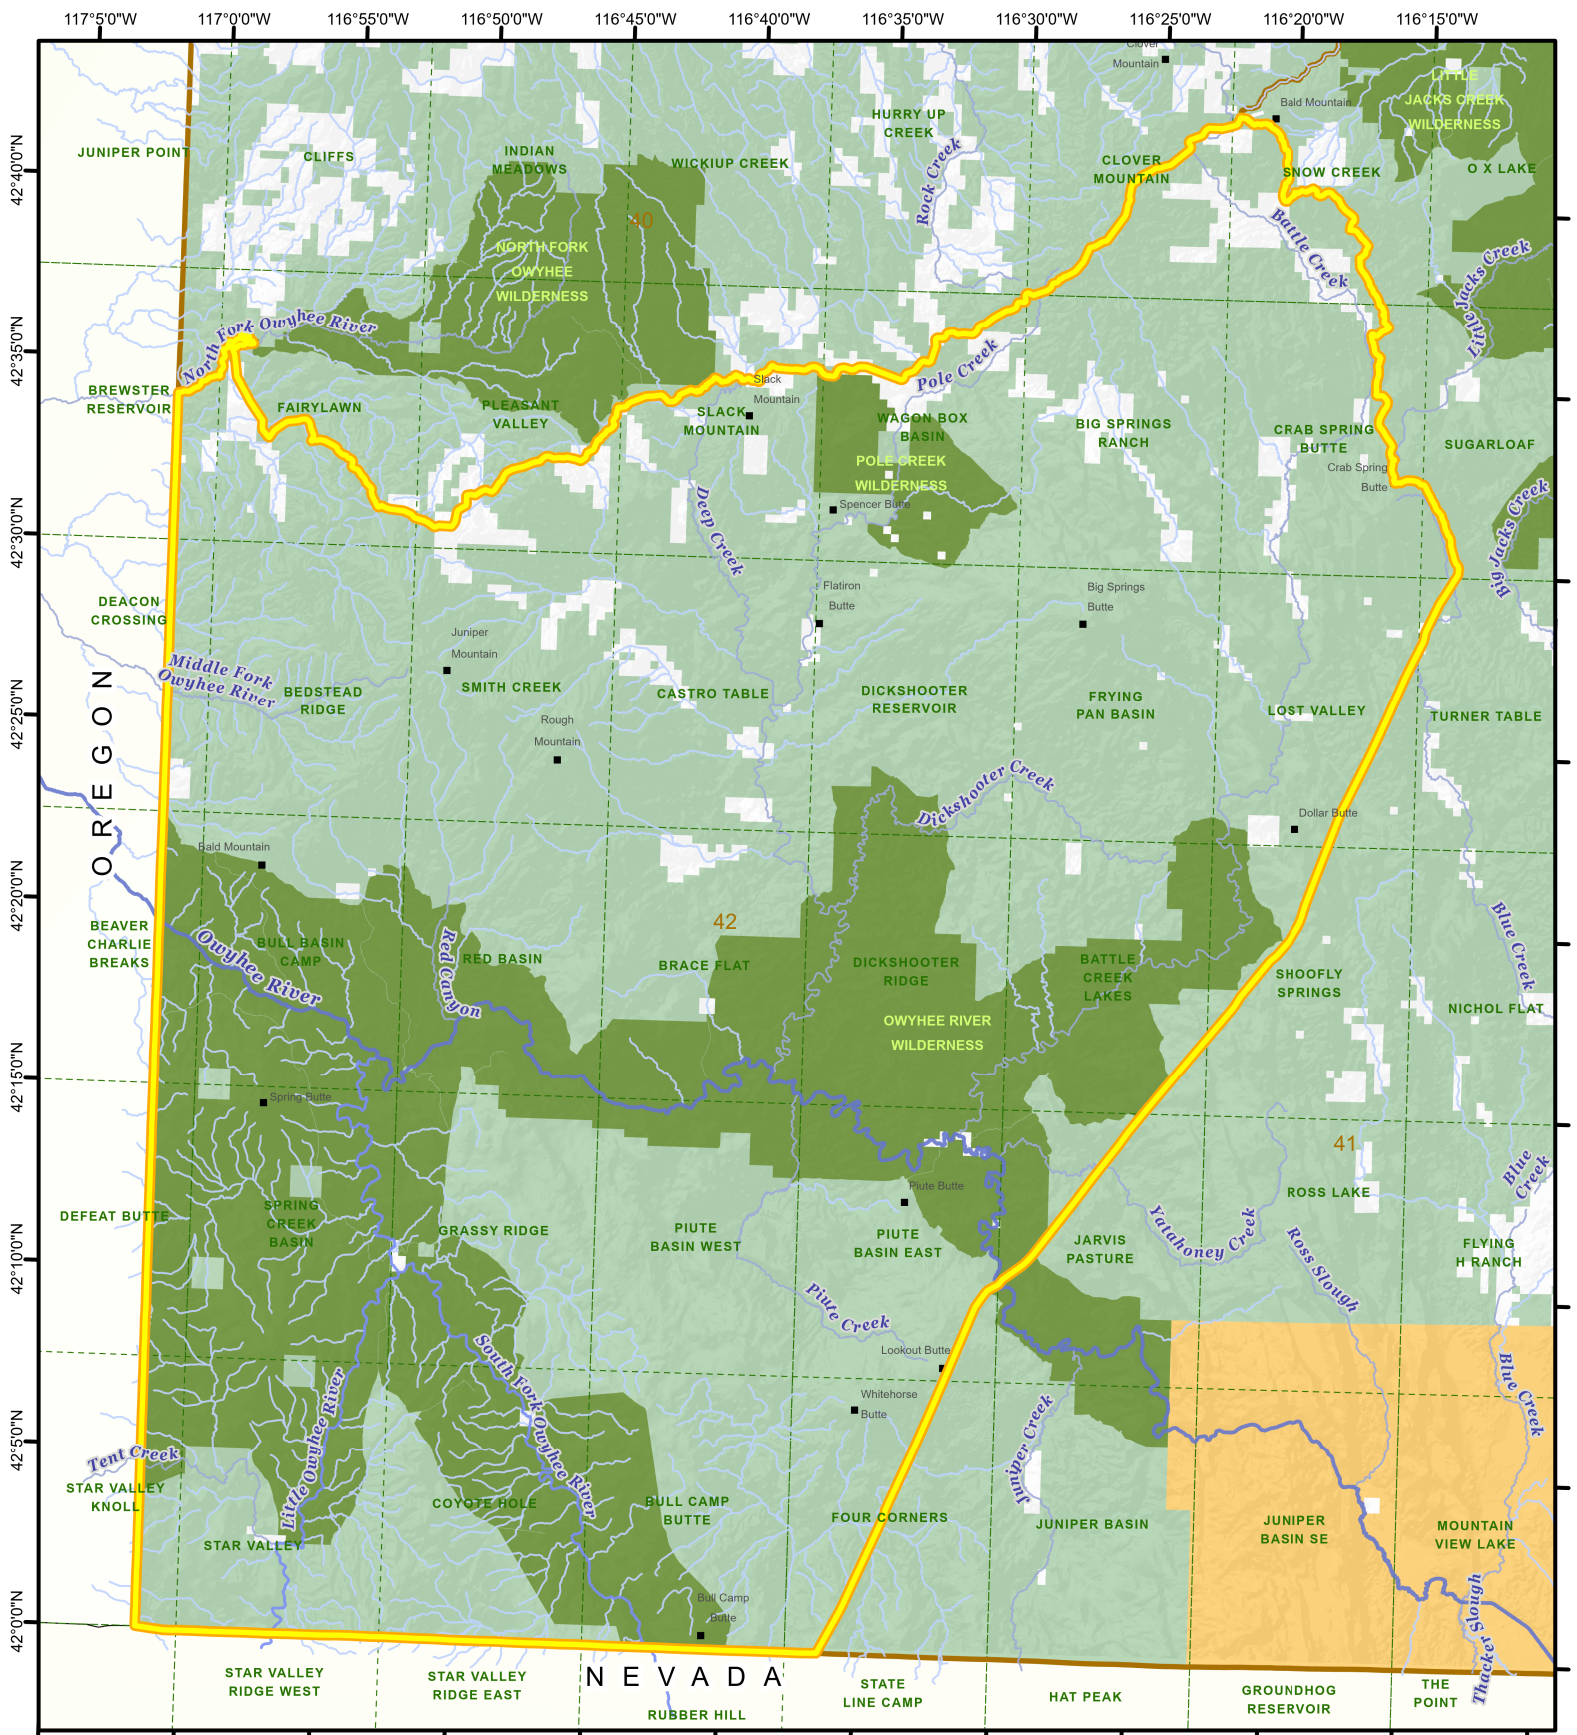 117°5'0"W
117°0'0"W
116°55'0"W
116°50'0"W
116°45'0"W
116°40'0"W
116°35'0"W
116°30'0"W
116°25'0"W
116°20'0"W
116°15'0"W
42°40'0"N
42°35'0"N
42°30'0"N
42°25'0"N
42°20'0"N
42°15'0"N
42°10'0"N
42°5'0"N
42°0'0"N
Clover
Mountain
Bald Mountain
LITTLE
JACKS CREEK
WILDERNESS
JUNIPER POINT
CLIFFS
INDIAN
MEADOWS
WICKIUP CREEK
HURRY UP
CREEK
Rock Creek
CLOVER
MOUNTAIN
SNOW CREEK
O X LAKE
40
NORTH FORK
OWYHEE
WILDERNESS
Battle Creek
Little Jacks Creek
North Fork Owyhee River
Pole Creek
BREWSTER
RESERVOIR
FAIRYLAWN
PLEASANT
VALLEY
Slack
Mountain
SLACK
MOUNTAIN
WAGON BOX
BASIN
POLE CREEK
WILDERNESS
BIG SPRINGS
RANCH
CRAB SPRING
BUTTE
SUGARLOAF
Crab Spring
Butte
Spencer Butte
Deep Creek
Big Jacks Creek
DEACON
CROSSING
Flatiron
Butte
Big Springs
Butte
Juniper
Mountain
Middle Fork
Owyhee River
BEDSTEAD
RIDGE
SMITH CREEK
CASTRO TABLE
DICKSHOOTER
RESERVOIR
FRYING
PAN BASIN
LOST VALLEY
TURNER TABLE
Rough
Mountain
OREGON
Dickshooter Creek
Dollar Butte
Bald Mountain
BEAVER
CHARLIE
BREAKS
Owyhee River
BULL BASIN
CAMP
Red Canyon
RED BASIN
42
BRACE FLAT
DICKSHOOTER
RIDGE
BATTLE
CREEK
LAKES
SHOOFLY
SPRINGS
Blue Creek
NICHOL FLAT
OWYHEE RIVER
WILDERNESS
Spring Butte
41
Piute Butte
DEFEAT BUTTE
SPRING
CREEK
BASIN
GRASSY RIDGE
PIUTE
BASIN WEST
PIUTE
BASIN EAST
JARVIS
PASTURE
Yatahoney Creek
ROSS LAKE
Ross Slough
Blue
Creek
FLYING
H RANCH
Piute Creek
Lookout Butte
Whitehorse
Butte
South Fork Owyhee River
Little Owyhee River
Juniper Creek
Blue Creek
Tent Creek
STAR VALLEY
KNOLL
STAR VALLEY
COYOTE HOLE
BULL CAMP
BUTTE
FOUR CORNERS
JUNIPER BASIN
JUNIPER
BASIN SE
MOUNTAIN
VIEW LAKE
Bull Camp
Butte
Thacker Slough
STAR VALLEY
RIDGE WEST
STAR VALLEY
RIDGE EAST
NEVADA
RUBBER HILL
STATE
LINE CAMP
HAT PEAK
GROUNDHOG
RESERVOIR
THE
POINT